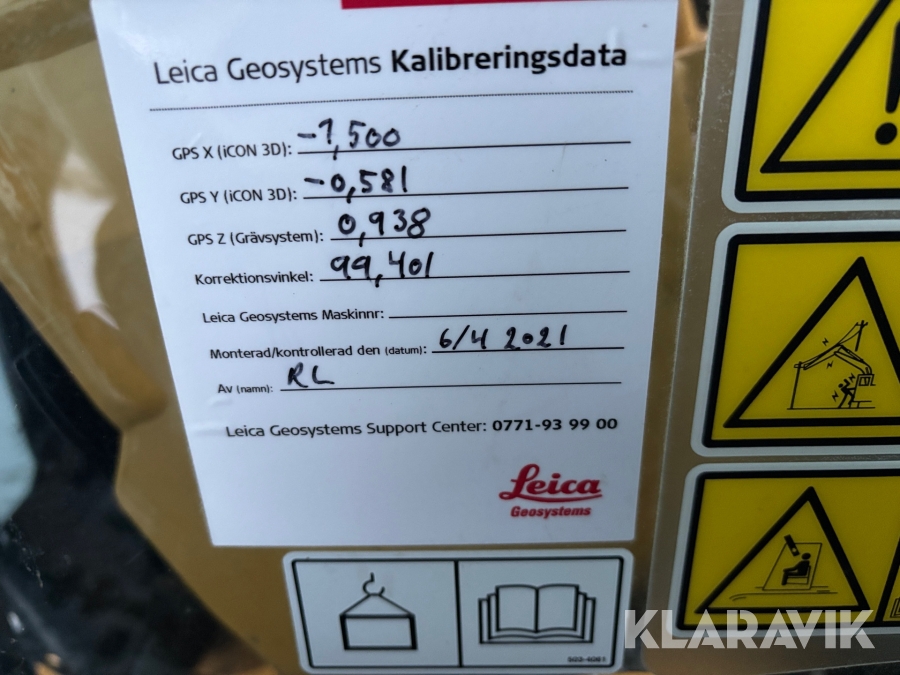 Leica Geosystems Kalibreringsdata
GPS X (iCON 3D): -1,500
GPS Y (iCON 3D): -0,581
GPS Z (Grävsystem): 0,938
Korrektionsvinkel: 99,401
Leica Geosystems Maskinnr:
Monterad/kontrollerad den (datum): 6/4 2021
Av (namn): RL
Leica Geosystems Support Center: 0771-93 99 00
Leica
Geosystems
KLARAVIK